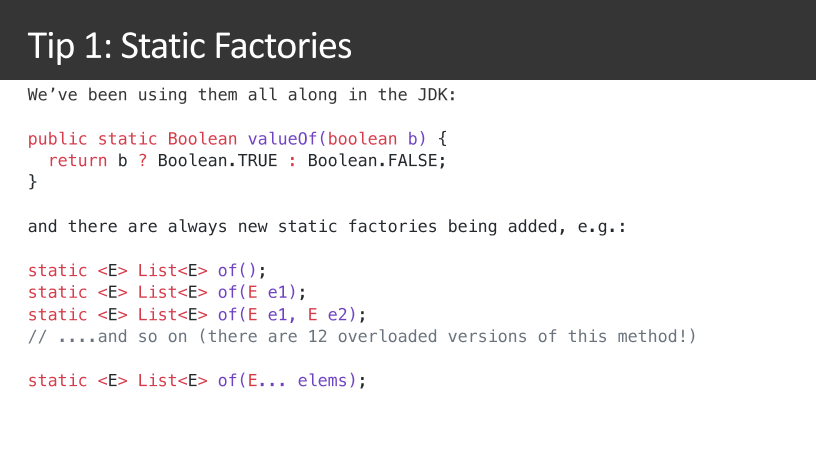 Tip 1: Static Factories
We’ve been using them all along in the JDK:
public static Boolean valueOf(boolean b) {
  return b ? Boolean.TRUE : Boolean.FALSE;
}
and there are always new static factories being added, e.g.:
static <E> List<E> of();
static <E> List<E> of(E e1);
static <E> List<E> of(E e1, E e2);
// ....and so on (there are 12 overloaded versions of this method!)
static <E> List<E> of(E... elems);